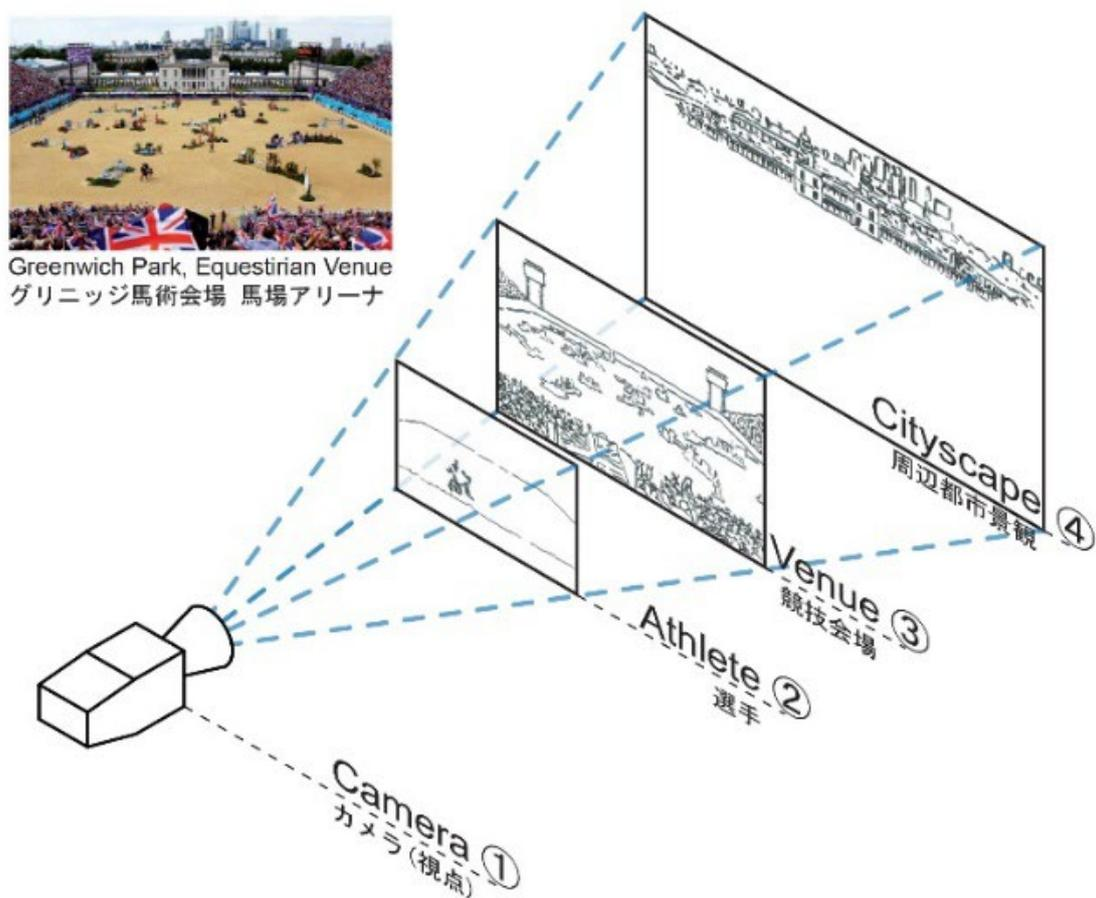 Greenwich Park, Equestrian Venue
グリニッジ馬術会場 馬場アリーナ
Cityscape ④
周辺都市景観
Venue ③
競技会場
Athlete ②
選手
Camera ①
カメラ(視点)